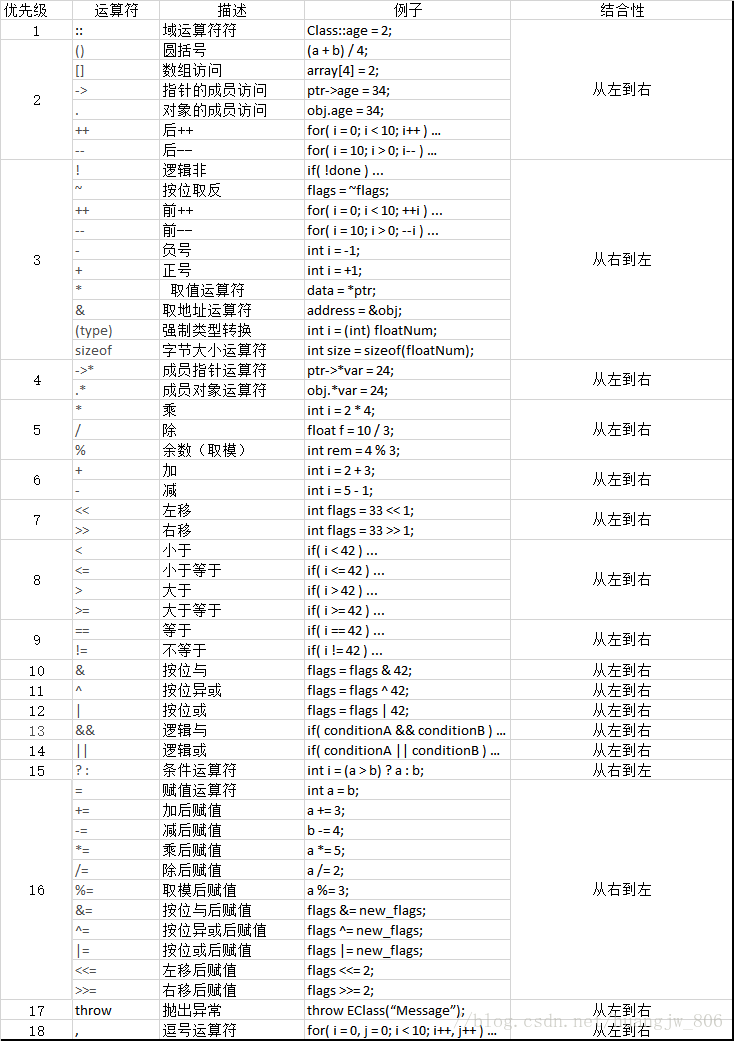 优先级 运算符 描述 例子 结合性
1 :: 域运算符符 Class::age = 2; 从左到右
2 () 圆括号 (a + b) / 4;
[] 数组访问 array[4] = 2;
-> 指针的成员访问 ptr->age = 34;
. 对象的成员访问 obj.age = 34;
++ 后++ for( i = 0; i < 10; i++ ) ...
-- 后-- for( i = 10; i > 0; i-- ) ...
3 ! 逻辑非 if( !done ) ... 从右到左
~ 按位取反 flags = ~flags;
++ 前++ for( i = 0; i < 10; ++i ) ...
-- 前-- for( i = 10; i > 0; --i ) ...
- 负号 int i = -1;
+ 正号 int i = +1;
* 取值运算符 data = *ptr;
& 取地址运算符 address = &obj;
(type) 强制类型转换 int i = (int) floatNum;
sizeof 字节大小运算符 int size = sizeof(floatNum);
4 ->* 成员指针运算符 ptr->*var = 24; 从左到右
.* 成员对象运算符 obj.*var = 24;
5 * 乘 int i = 2 * 4; 从左到右
/ 除 float f = 10 / 3;
% 余数（取模） int rem = 4 % 3;
6 + 加 int i = 2 + 3; 从左到右
- 减 int i = 5 - 1;
7 << 左移 int flags = 33 << 1; 从左到右
>> 右移 int flags = 33 >> 1;
8 < 小于 if( i < 42 ) ... 从左到右
<= 小于等于 if( i <= 42 ) ...
> 大于 if( i > 42 ) ...
>= 大于等于 if( i >= 42 ) ...
9 == 等于 if( i == 42 ) ... 从左到右
!= 不等于 if( i != 42 ) ...
10 & 按位与 flags = flags & 42; 从左到右
11 ^ 按位异或 flags = flags ^ 42; 从左到右
12 | 按位或 flags = flags | 42; 从左到右
13 && 逻辑与 if( conditionA && conditionB ) ... 从左到右
14 || 逻辑或 if( conditionA || conditionB ) ... 从左到右
15 ? : 条件运算符 int i = (a > b) ? a : b; 从右到左
16 = 赋值运算符 int a = b; 从右到左
+= 加后赋值 a += 3;
-= 减后赋值 b -= 4;
*= 乘后赋值 a *= 5;
/= 除后赋值 a /= 2;
%= 取模后赋值 a %= 3;
&= 按位与后赋值 flags &= new_flags;
^= 按位异或后赋值 flags ^= new_flags;
|= 按位或后赋值 flags |= new_flags;
<<= 左移后赋值 flags <<= 2;
>>= 右移后赋值 flags >>= 2;
17 throw 抛出异常 throw EClass(“Message”); 从左到右
18 , 逗号运算符 for( i = 0, j = 0; i < 10; i++, j++ ) ... 从左到右